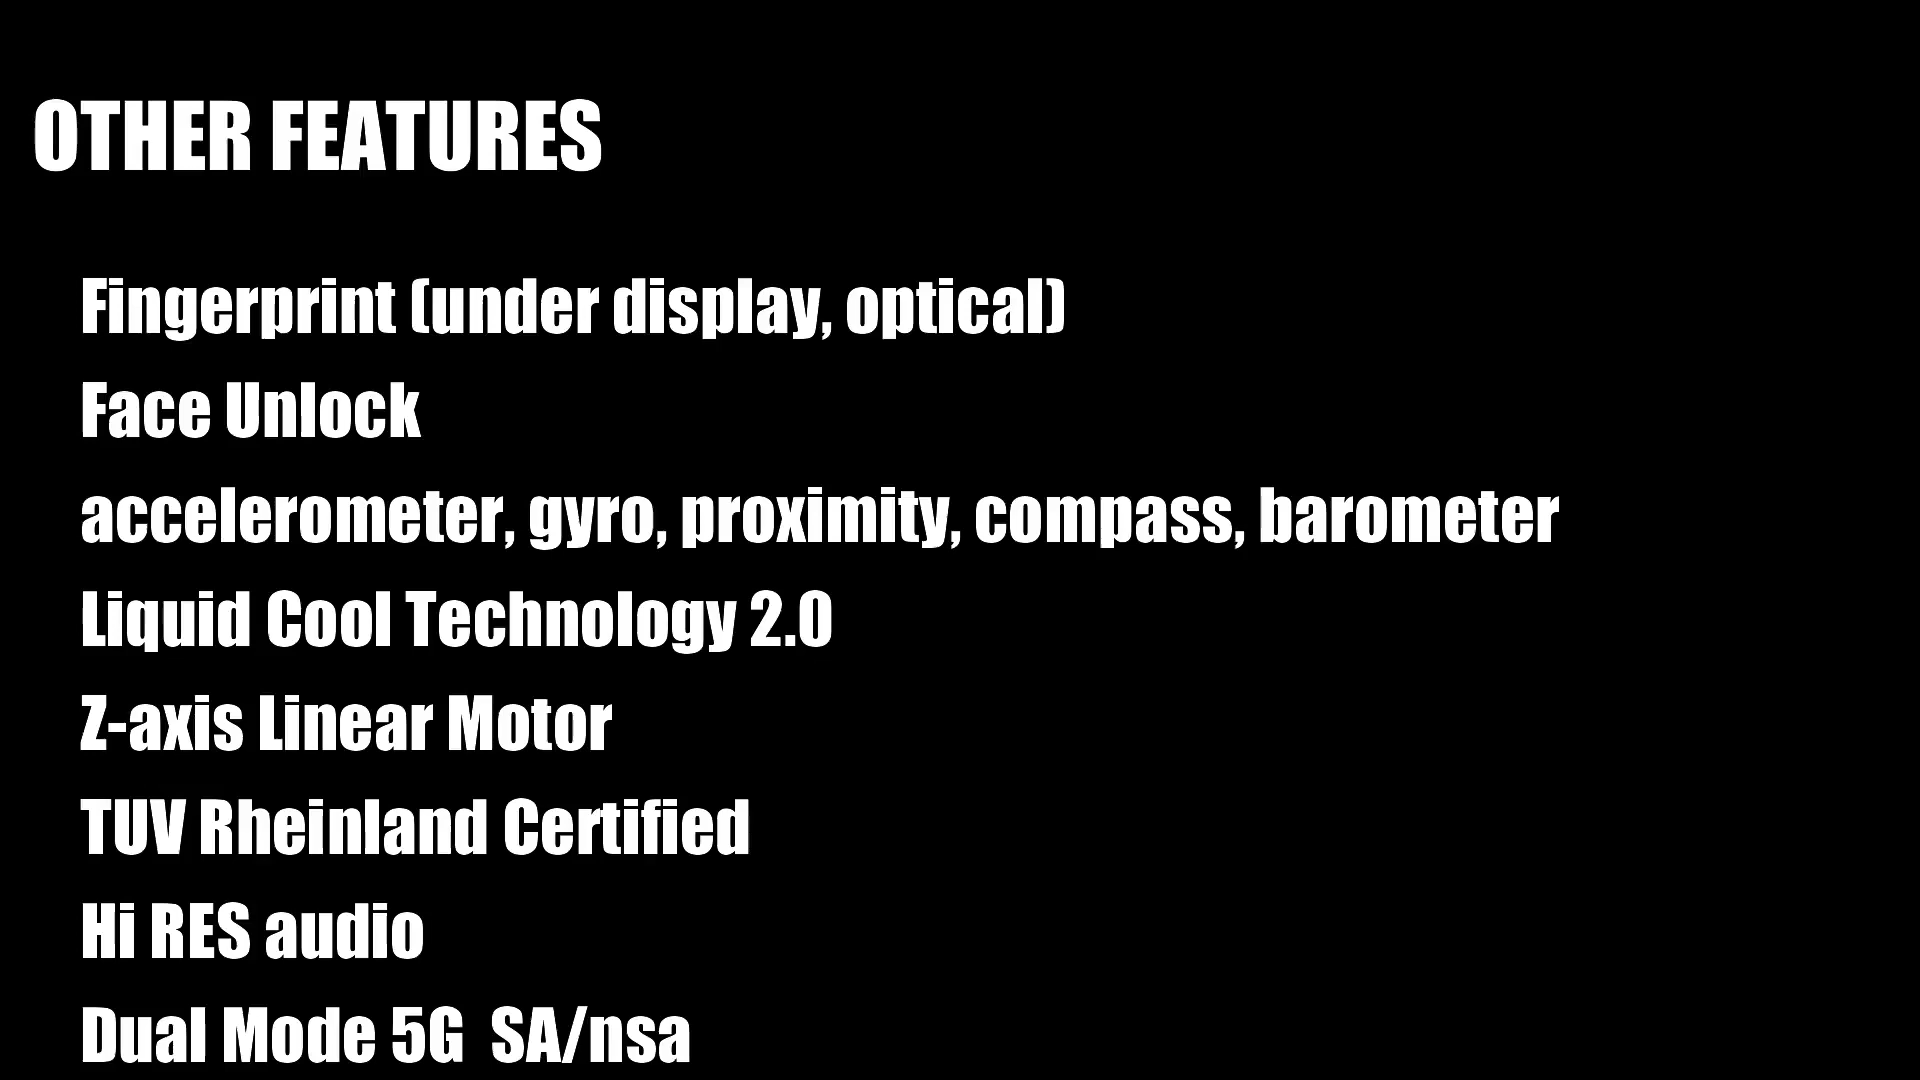 OTHER FEATURES
Fingerprint (under display, optical)
Face Unlock
accelerometer, gyro, proximity, compass, barometer
Liquid Cool Technology 2.0
Z-axis Linear Motor
TUV Rheinland Certified
Hi RES audio
Dual Mode 5G  SA/nsa